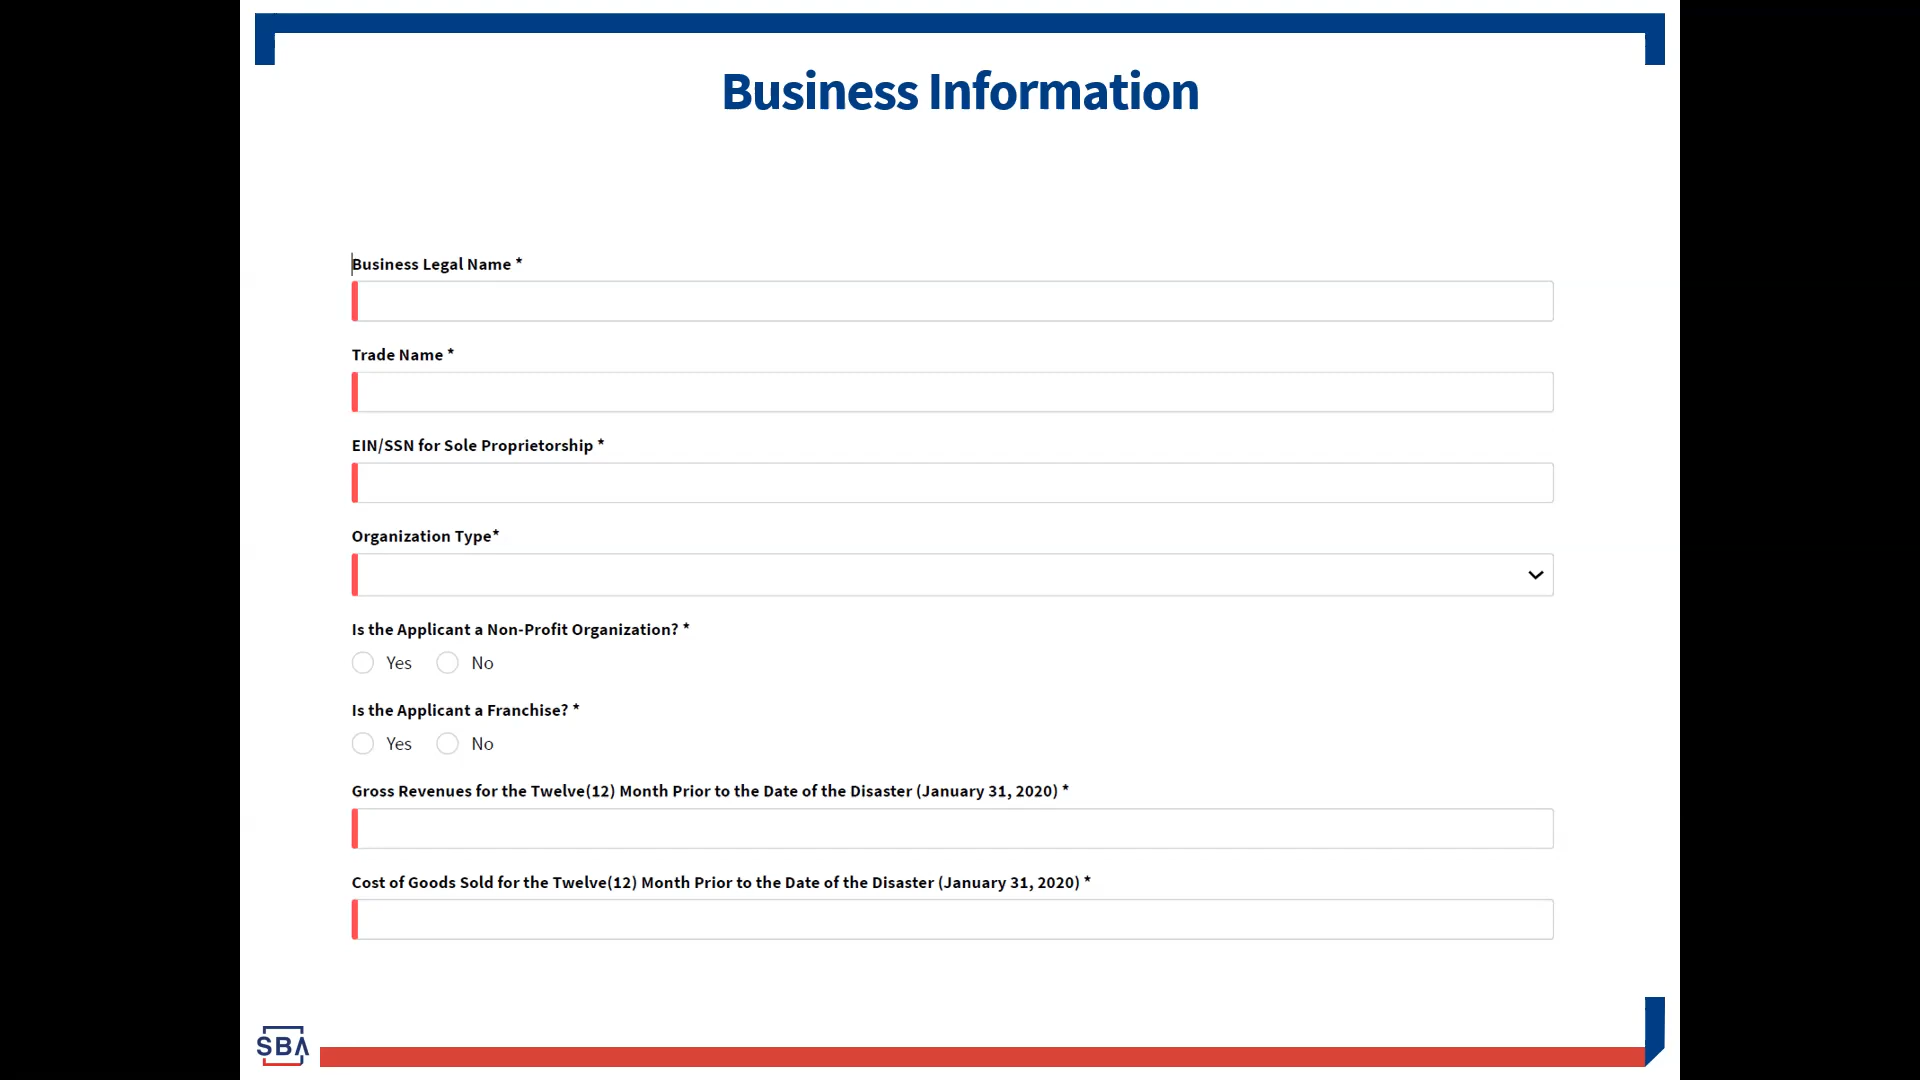 Business Information
Business Legal Name *
Trade Name *
EIN/SSN for Sole Proprietorship *
Organization Type*
Is the Applicant a Non-Profit Organization? *
Yes No
Is the Applicant a Franchise? *
Yes No
Gross Revenues for the Twelve(12) Month Prior to the Date of the Disaster (January 31, 2020) *
Cost of Goods Sold for the Twelve(12) Month Prior to the Date of the Disaster (January 31, 2020) *
SBA